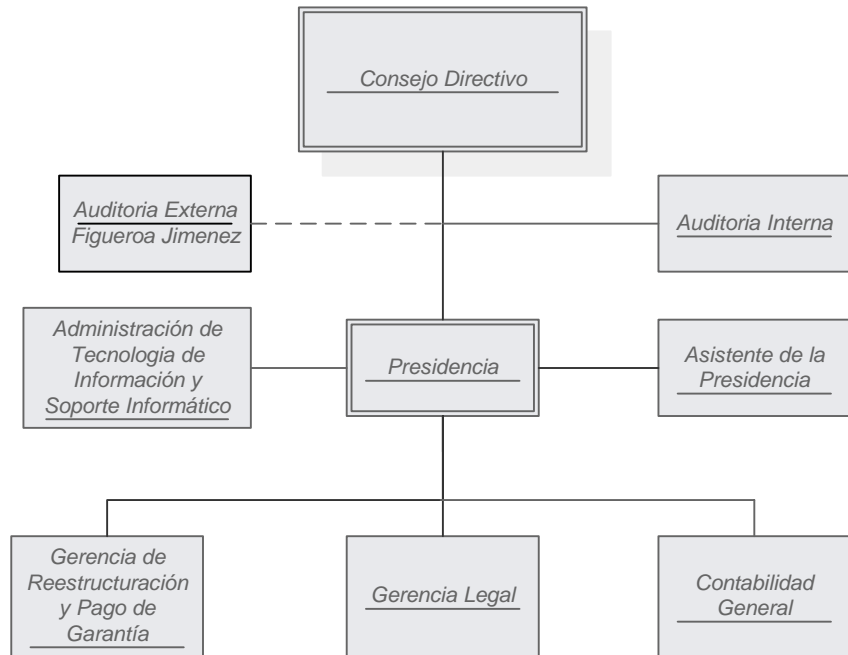 Consejo Directivo
Auditoria Externa
Figueroa Jimenez
Auditoria Interna
Administración de
Tecnologia de
Información y
Soporte Informático
Presidencia
Asistente de la
Presidencia
Gerencia de
Reestructuración
y Pago de
Garantía
Gerencia Legal
Contabilidad
General